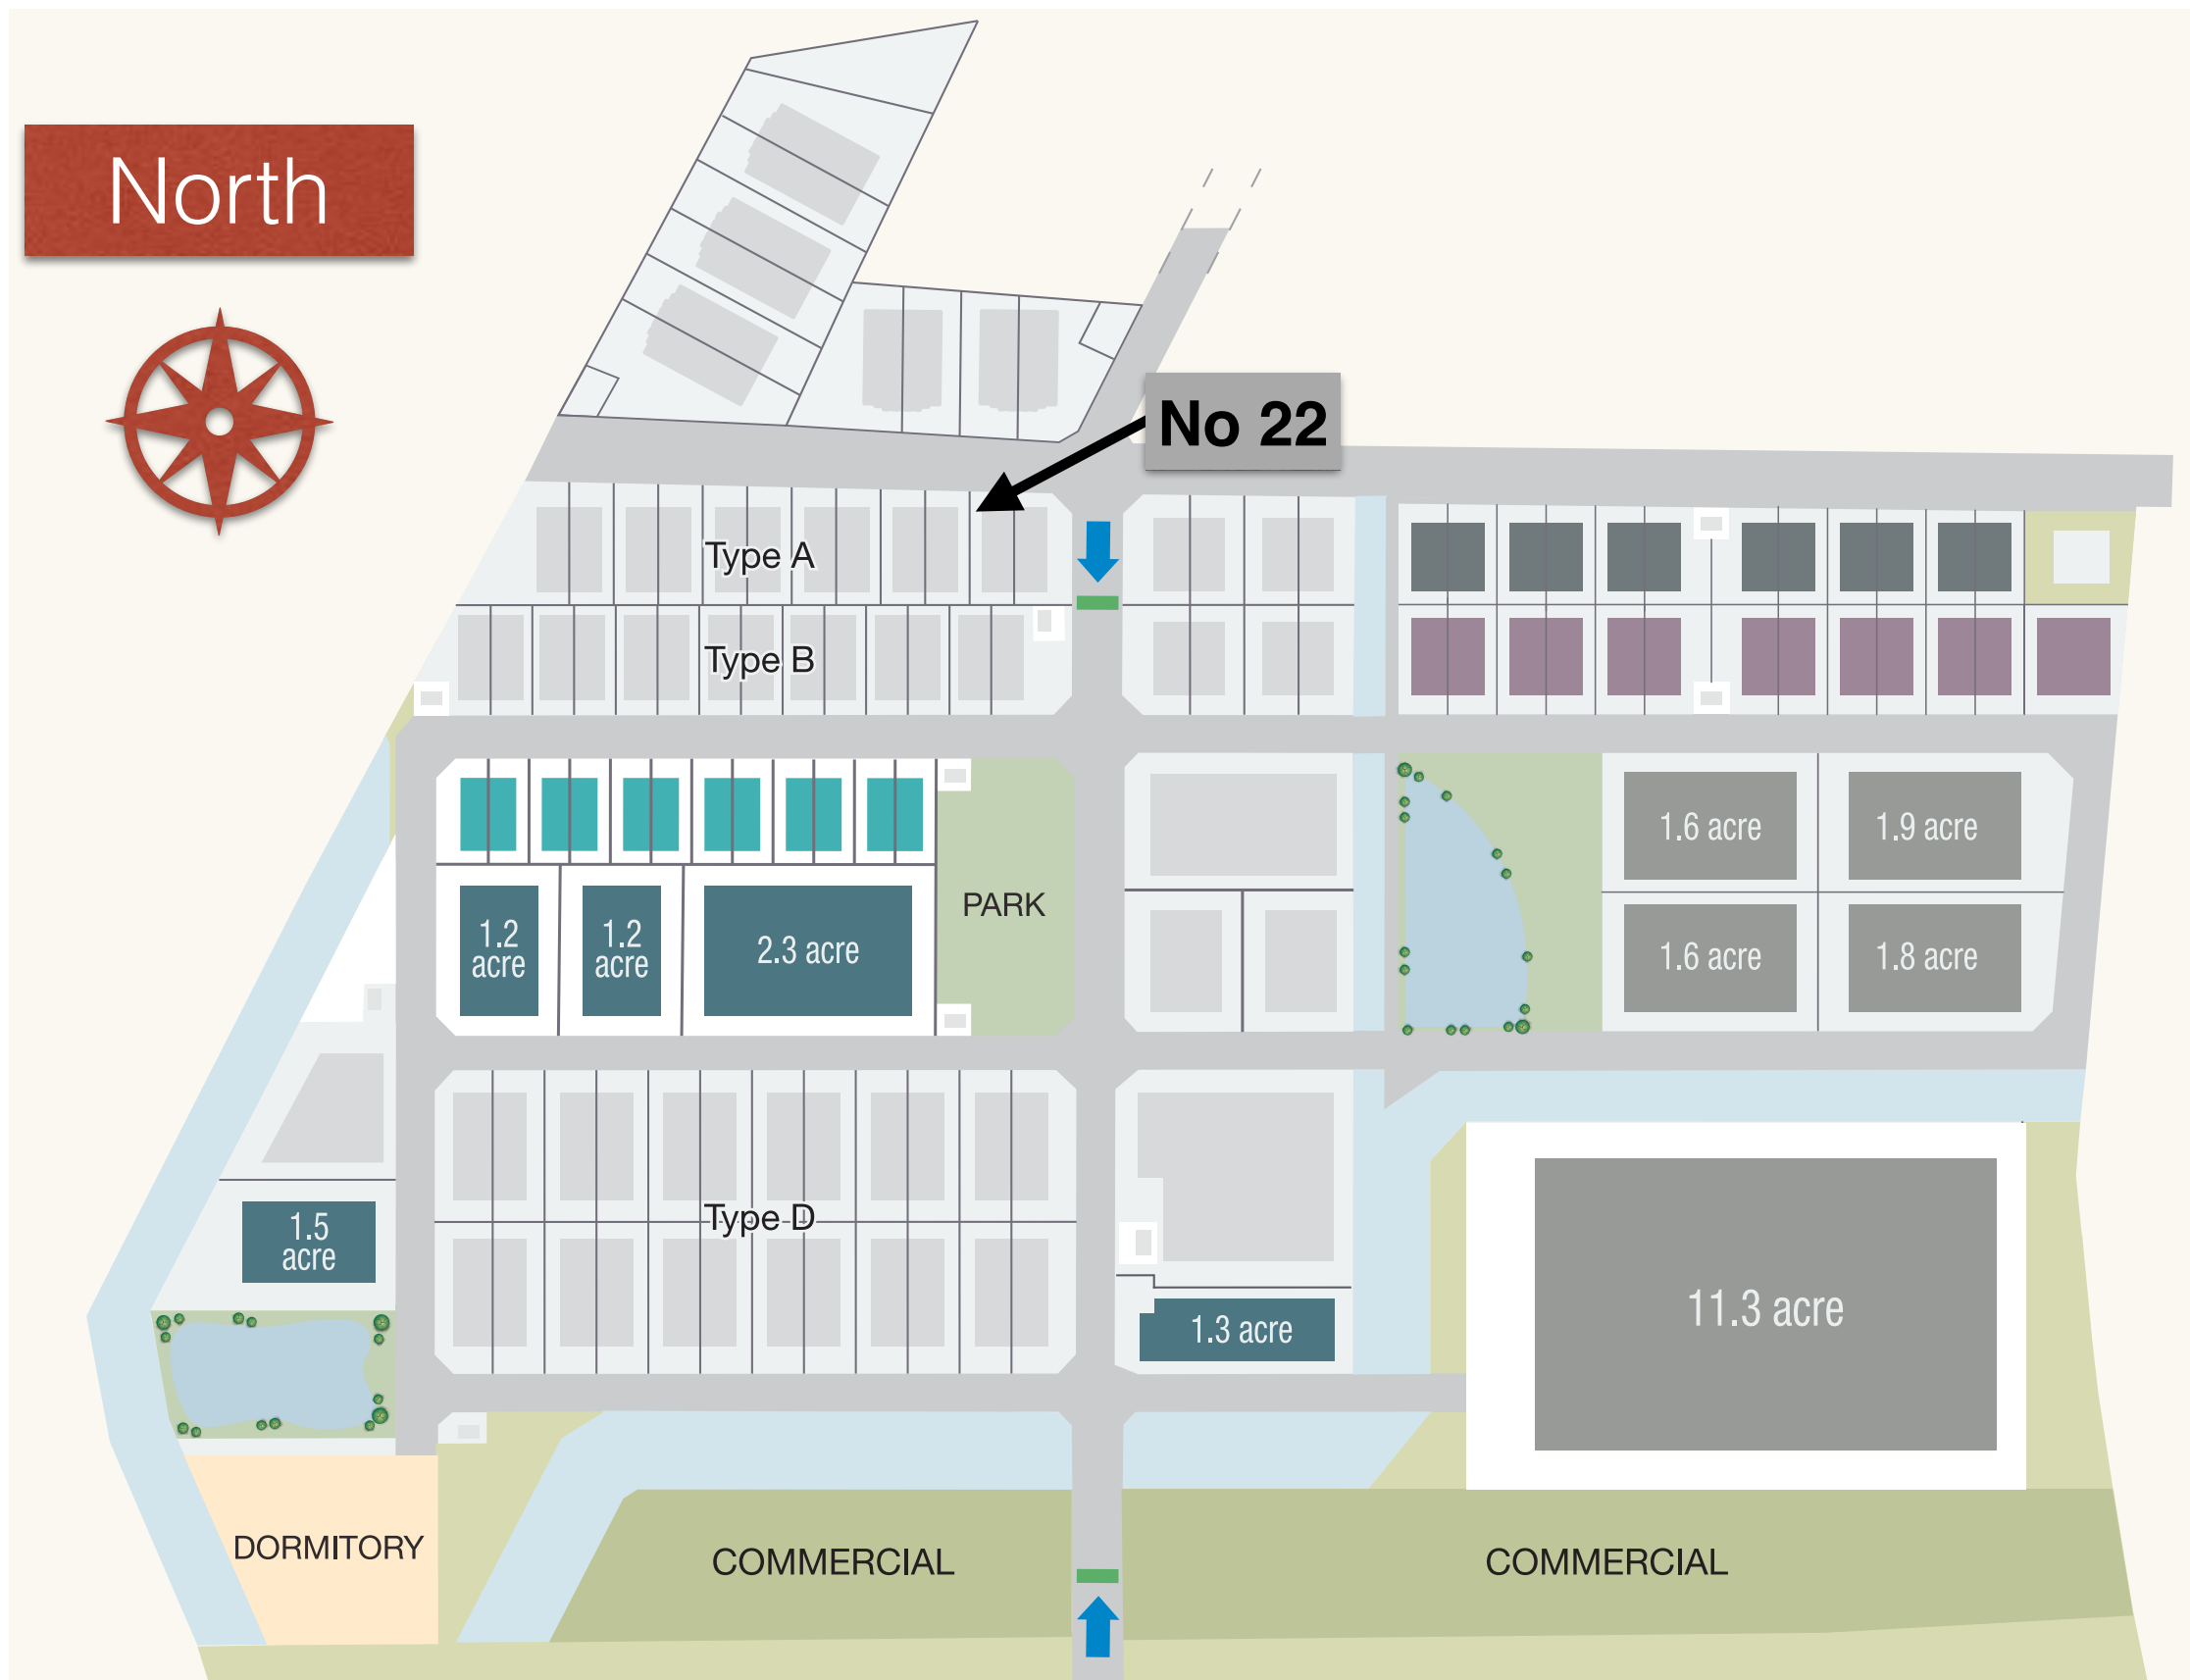 North
No 22
Type A
Type B
1.6 acre
1.9 acre
PARK
1.2
acre
1.2
acre
2.3 acre
1.6 acre
1.8 acre
Type D
1.5
acre
11.3 acre
1.3 acre
DORMITORY
COMMERCIAL
COMMERCIAL